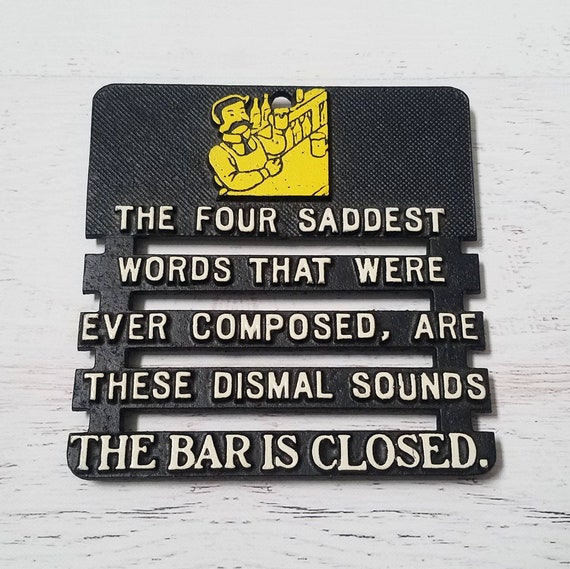 THE FOUR SADDEST
WORDS THAT WERE
EVER COMPOSED, ARE
THESE DISMAL SOUNDS
THE BAR IS CLOSED.